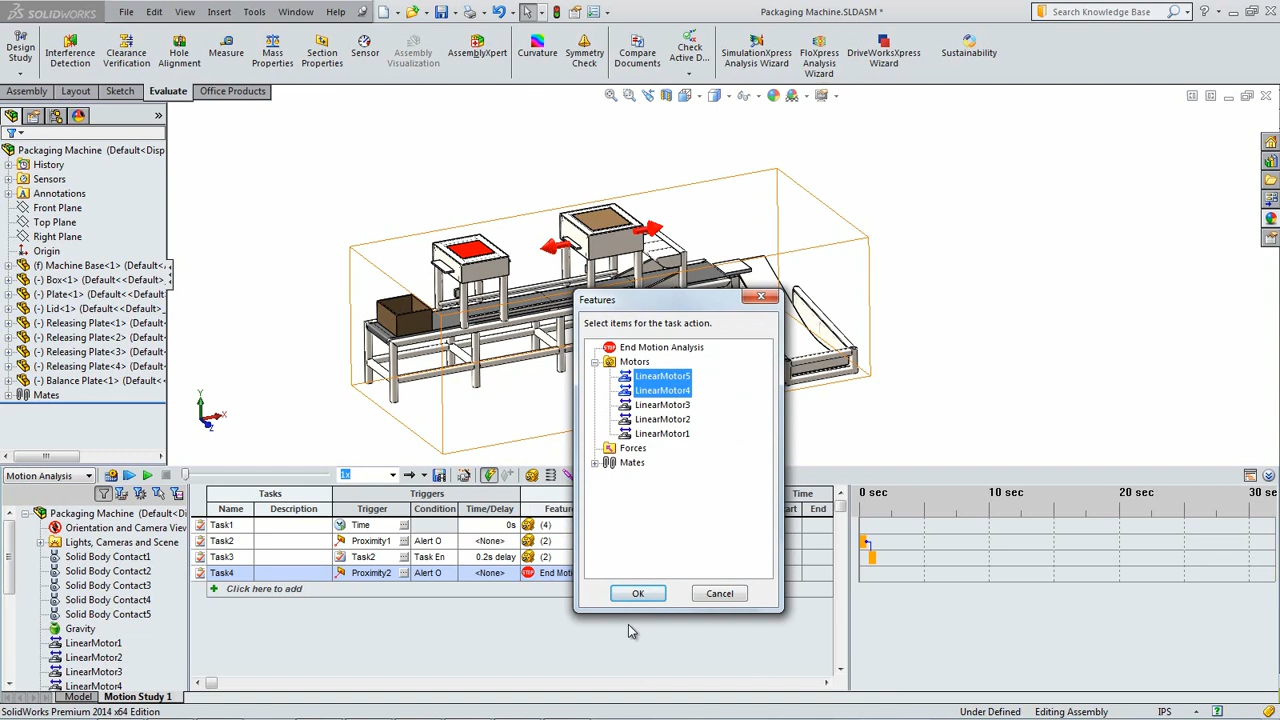 SOLIDWORKS File Edit View Insert Tools Window Help Packaging Machine.SLDASM * Search Knowledge Base
Design Study
Interference Detection
Clearance Verification
Hole Alignment
Measure
Mass Properties
Section Properties
Sensor
Assembly Visualization
AssemblyXpert
Curvature
Symmetry Check
Compare Documents
Check Active D...
SimulationXpress Analysis Wizard
FloXpress Analysis Wizard
DriveWorksXpress Wizard
Sustainability
Assembly Layout Sketch Evaluate Office Products
Packaging Machine (Default<Disp
History
Sensors
Annotations
Front Plane
Top Plane
Right Plane
Origin
(f) Machine Base<1> (Default<
(-) Box<1> (Default<<Default>
(-) Plate<1> (Default<<Default
(-) Lid<1> (Default<<Default>
(-) Releasing Plate<1> (Default
(-) Releasing Plate<2> (Default
(-) Releasing Plate<3> (Default
(-) Releasing Plate<4> (Default
(-) Balance Plate<1> (Default<
Mates
Y
X
Z
Features
Select items for the task action.
End Motion Analysis
Motors
LinearMotor5
LinearMotor4
LinearMotor3
LinearMotor2
LinearMotor1
Forces
Mates
OK Cancel
Motion Analysis 1x
Packaging Machine (Default<Di
Orientation and Camera View
Lights, Cameras and Scene
Solid Body Contact1
Solid Body Contact2
Solid Body Contact3
Solid Body Contact4
Solid Body Contact5
Gravity
LinearMotor1
LinearMotor2
LinearMotor3
LinearMotor4
Tasks Triggers Time
Name Description Trigger Condition Time/Delay Featur End
Task1 Time 0s (4)
Task2 Proximity1 Alert O <None> (2)
Task3 Task2 Task En 0.2s delay (2)
Task4 Proximity2 Alert O <None> End Moti
Click here to add
0 sec 10 sec 20 sec 30 se
Model Motion Study 1
SolidWorks Premium 2014 x64 Edition Under Defined Editing Assembly IPS